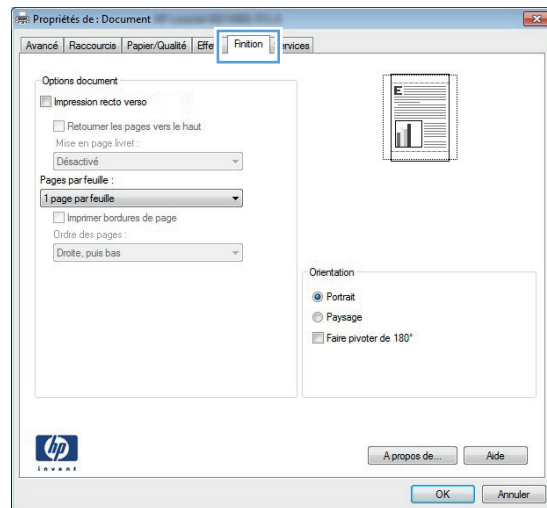 Propriétés de : Document
Avancé Raccourcis Papier/Qualité Effe Finition ervices
Options document
Impression recto verso
Retourner les pages vers le haut
Mise en page livret :
Désactivé
Pages par feuille :
1 page par feuille
Imprimer bordures de page
Ordre des pages :
Droite, puis bas
E
Orientation
Portrait
Paysage
Faire pivoter de 180°
hp
invent
A propos de...
Aide
OK
Annuler